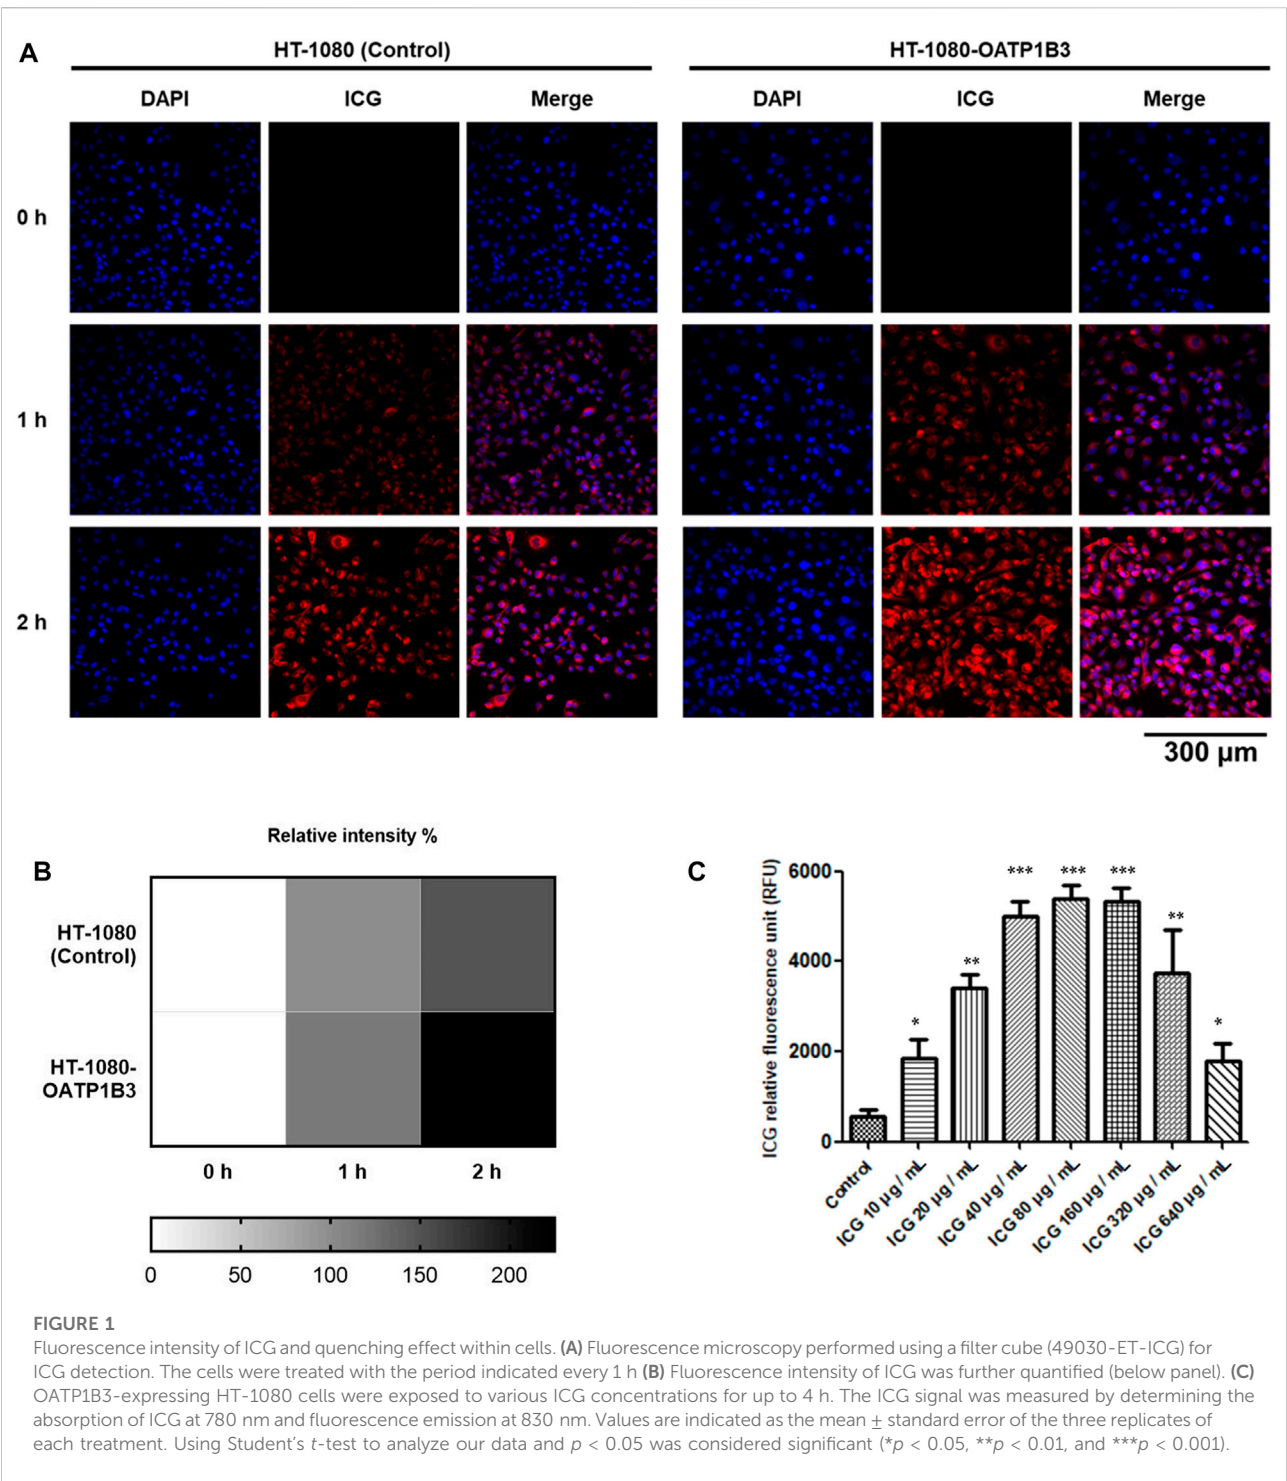 A
HT-1080 (Control)
HT-1080-OATP1B3
DAPI
ICG
Merge
DAPI
ICG
Merge
0 h
1 h
2 h
300 µm
B
Relative intensity %
HT-1080
(Control)
HT-1080-
OATP1B3
0 h
1 h
2 h
0
50
100
150
200
C
ICG relative fluorescence unit (RFU)
6000
4000
2000
0
*
**
***
***
***
**
*
Control
ICG 10 µg / mL
ICG 20 µg / mL
ICG 40 µg / mL
ICG 80 µg / mL
ICG 160 µg / mL
ICG 320 µg / mL
ICG 640 µg / mL
FIGURE 1
Fluorescence intensity of ICG and quenching effect within cells. (A) Fluorescence microscopy performed using a filter cube (49030-ET-ICG) for
ICG detection. The cells were treated with the period indicated every 1 h (B) Fluorescence intensity of ICG was further quantified (below panel). (C)
OATP1B3-expressing HT-1080 cells were exposed to various ICG concentrations for up to 4 h. The ICG signal was measured by determining the
absorption of ICG at 780 nm and fluorescence emission at 830 nm. Values are indicated as the mean ± standard error of the three replicates of
each treatment. Using Student's t-test to analyze our data and p < 0.05 was considered significant (*p < 0.05, **p < 0.01, and ***p < 0.001).